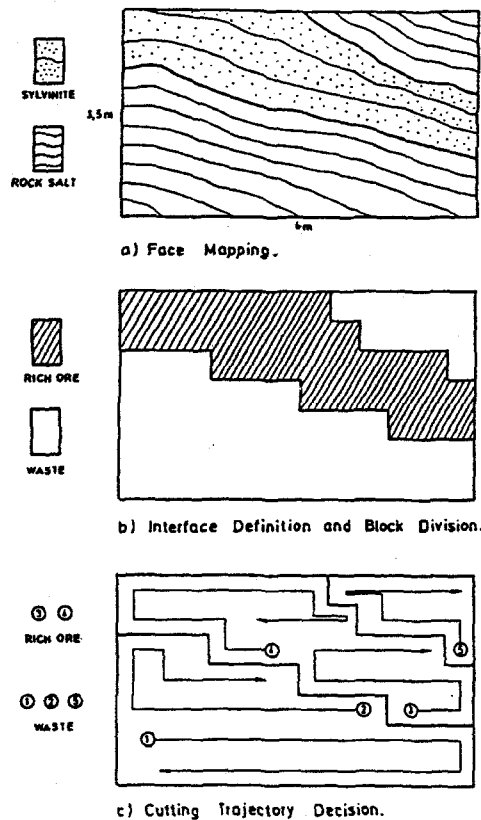 SYLVINITE
3,5m
ROCK SALT
6m
a) Face Mapping.
RICH ORE
WASTE
b) Interface Definition and Block Division.
③ ④
RICH ORE
① ② ⑤
WASTE
④
⑤
②
③
①
c) Cutting Trajectory Decision.